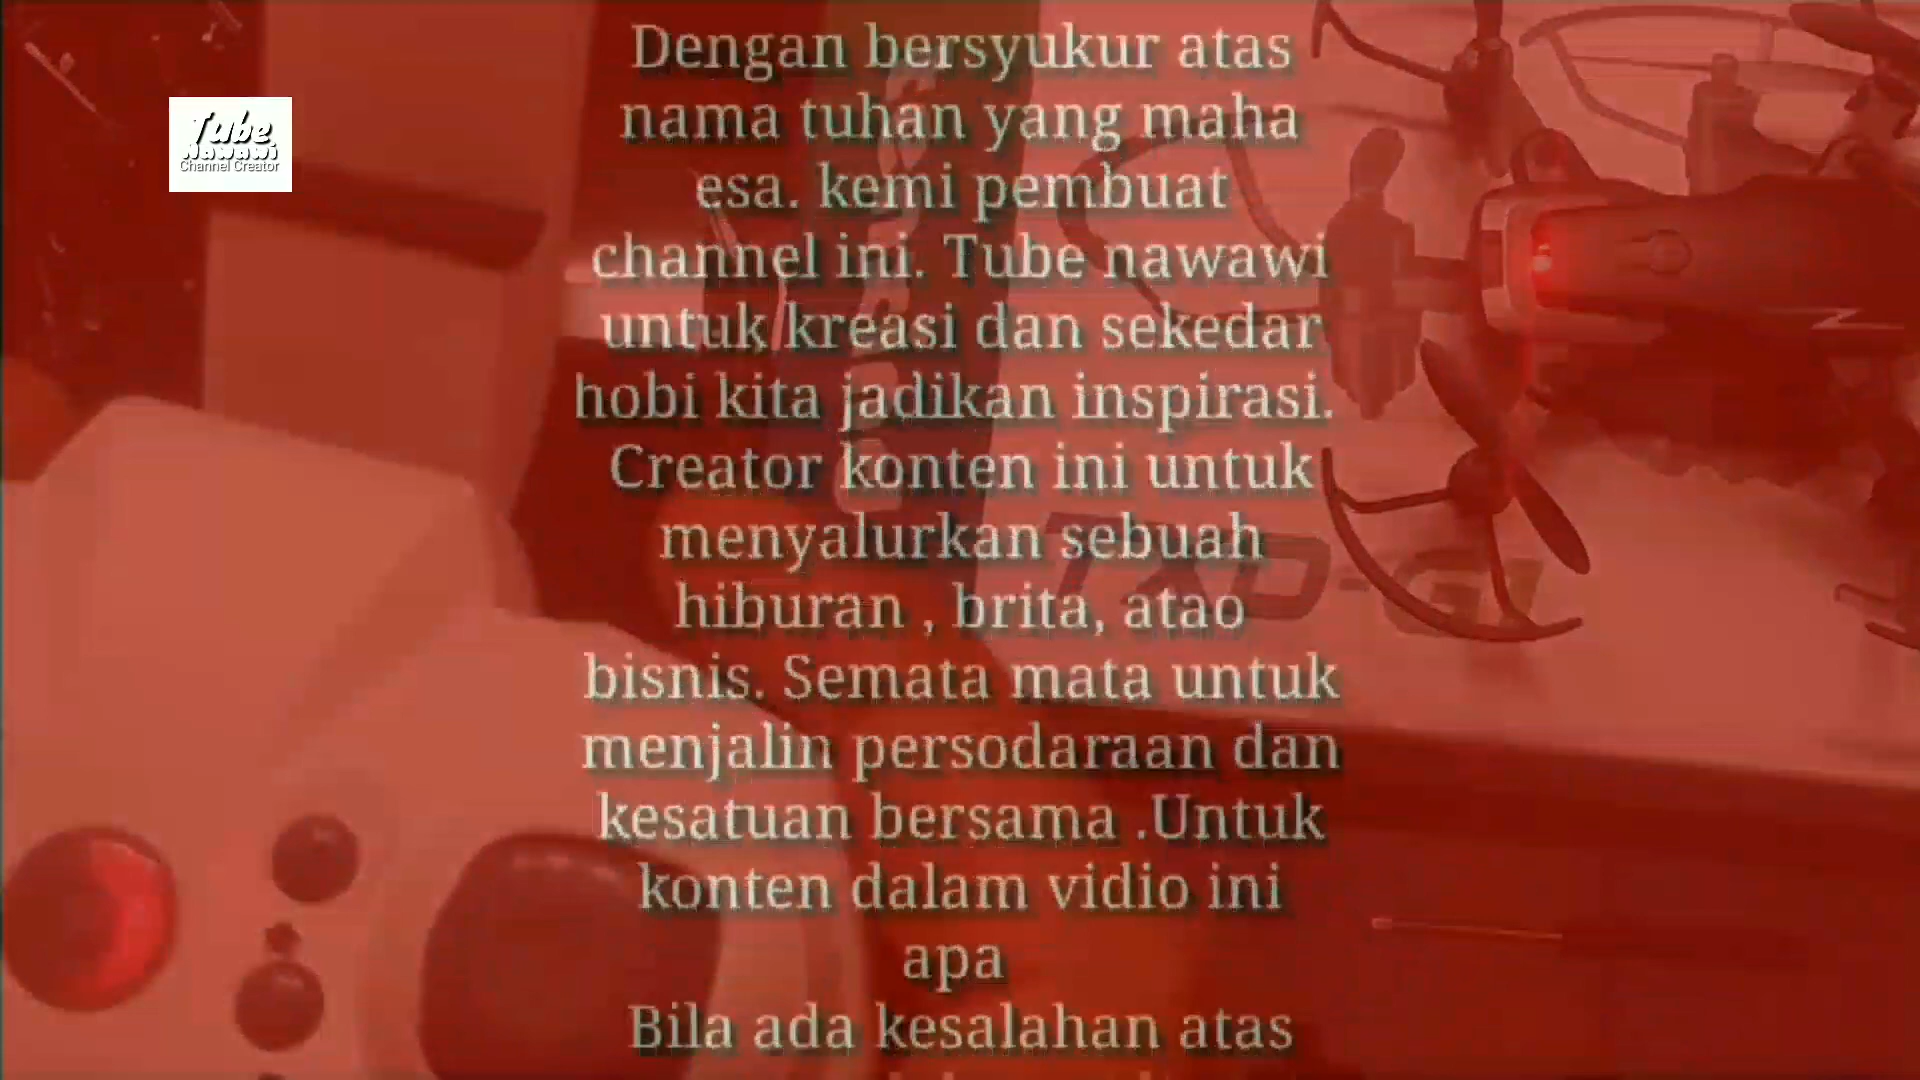 Dengan bersyukur atas
nama tuhan yang maha
esa. kemi pembuat
channel ini. Tube nawawi
untuk kreasi dan sekedar
hobi kita jadikan inspirasi.
Creator konten ini untuk
menyalurkan sebuah
hiburan , brita, atao
bisnis. Semata mata untuk
menjalin persodaraan dan
kesatuan bersama .Untuk
konten dalam vidio ini
apa
Bila ada kesalahan atas
Tube
Nawawi
Channel Creator
TXD-G1